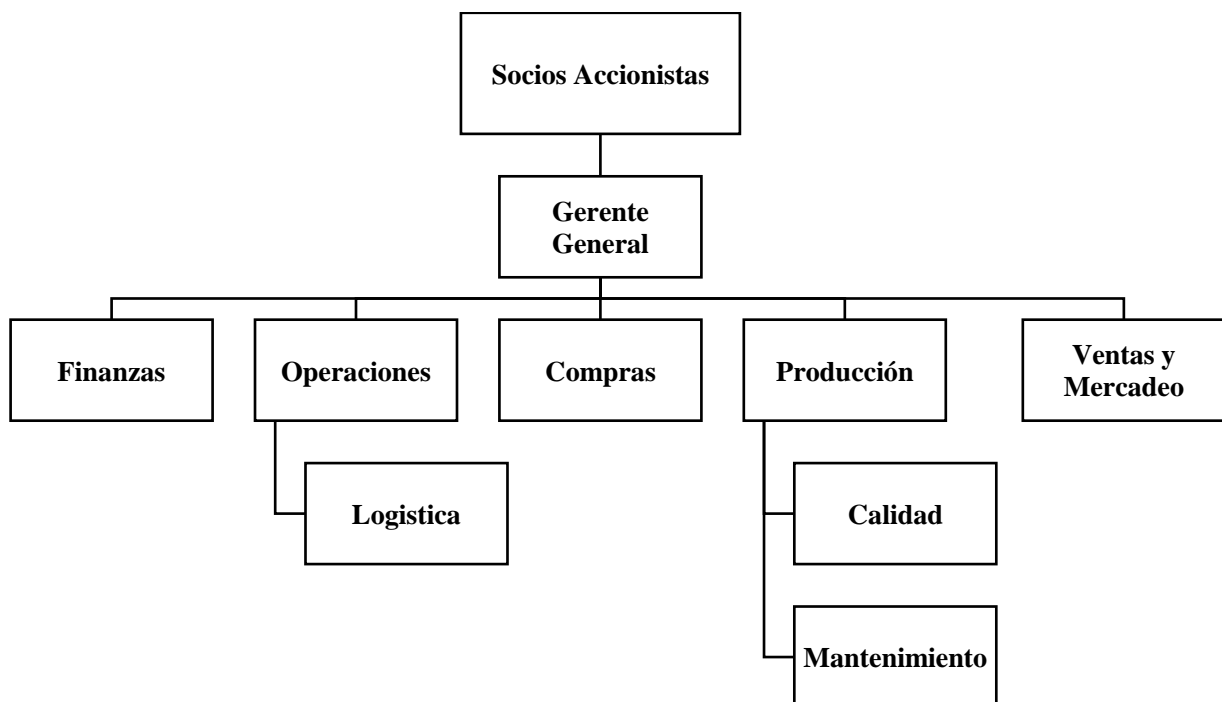 Socios Accionistas
Gerente
General
Finanzas
Operaciones
Compras
Producción
Ventas y
Mercadeo
Logistica
Calidad
Mantenimiento